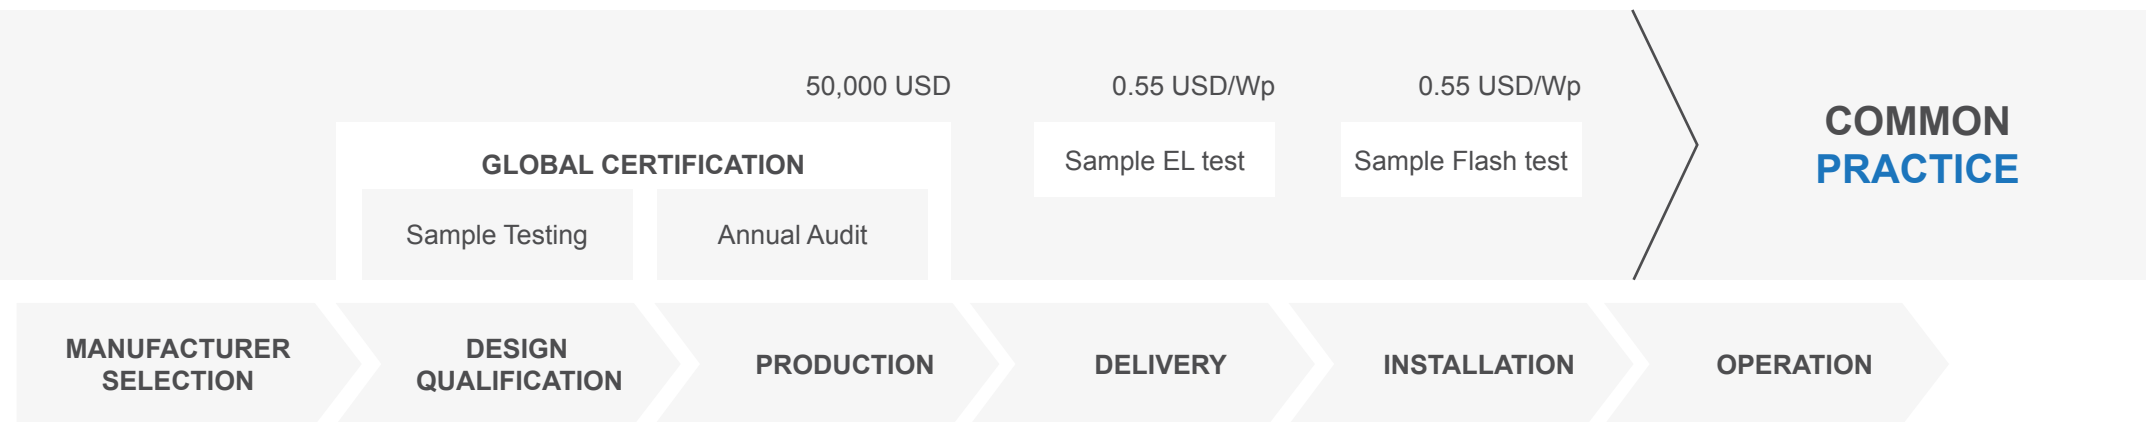 50,000 USD
0.55 USD/Wp
0.55 USD/Wp
GLOBAL CERTIFICATION
Sample EL test
Sample Flash test
Sample Testing
Annual Audit
COMMON
PRACTICE
MANUFACTURER
SELECTION
DESIGN
QUALIFICATION
PRODUCTION
DELIVERY
INSTALLATION
OPERATION